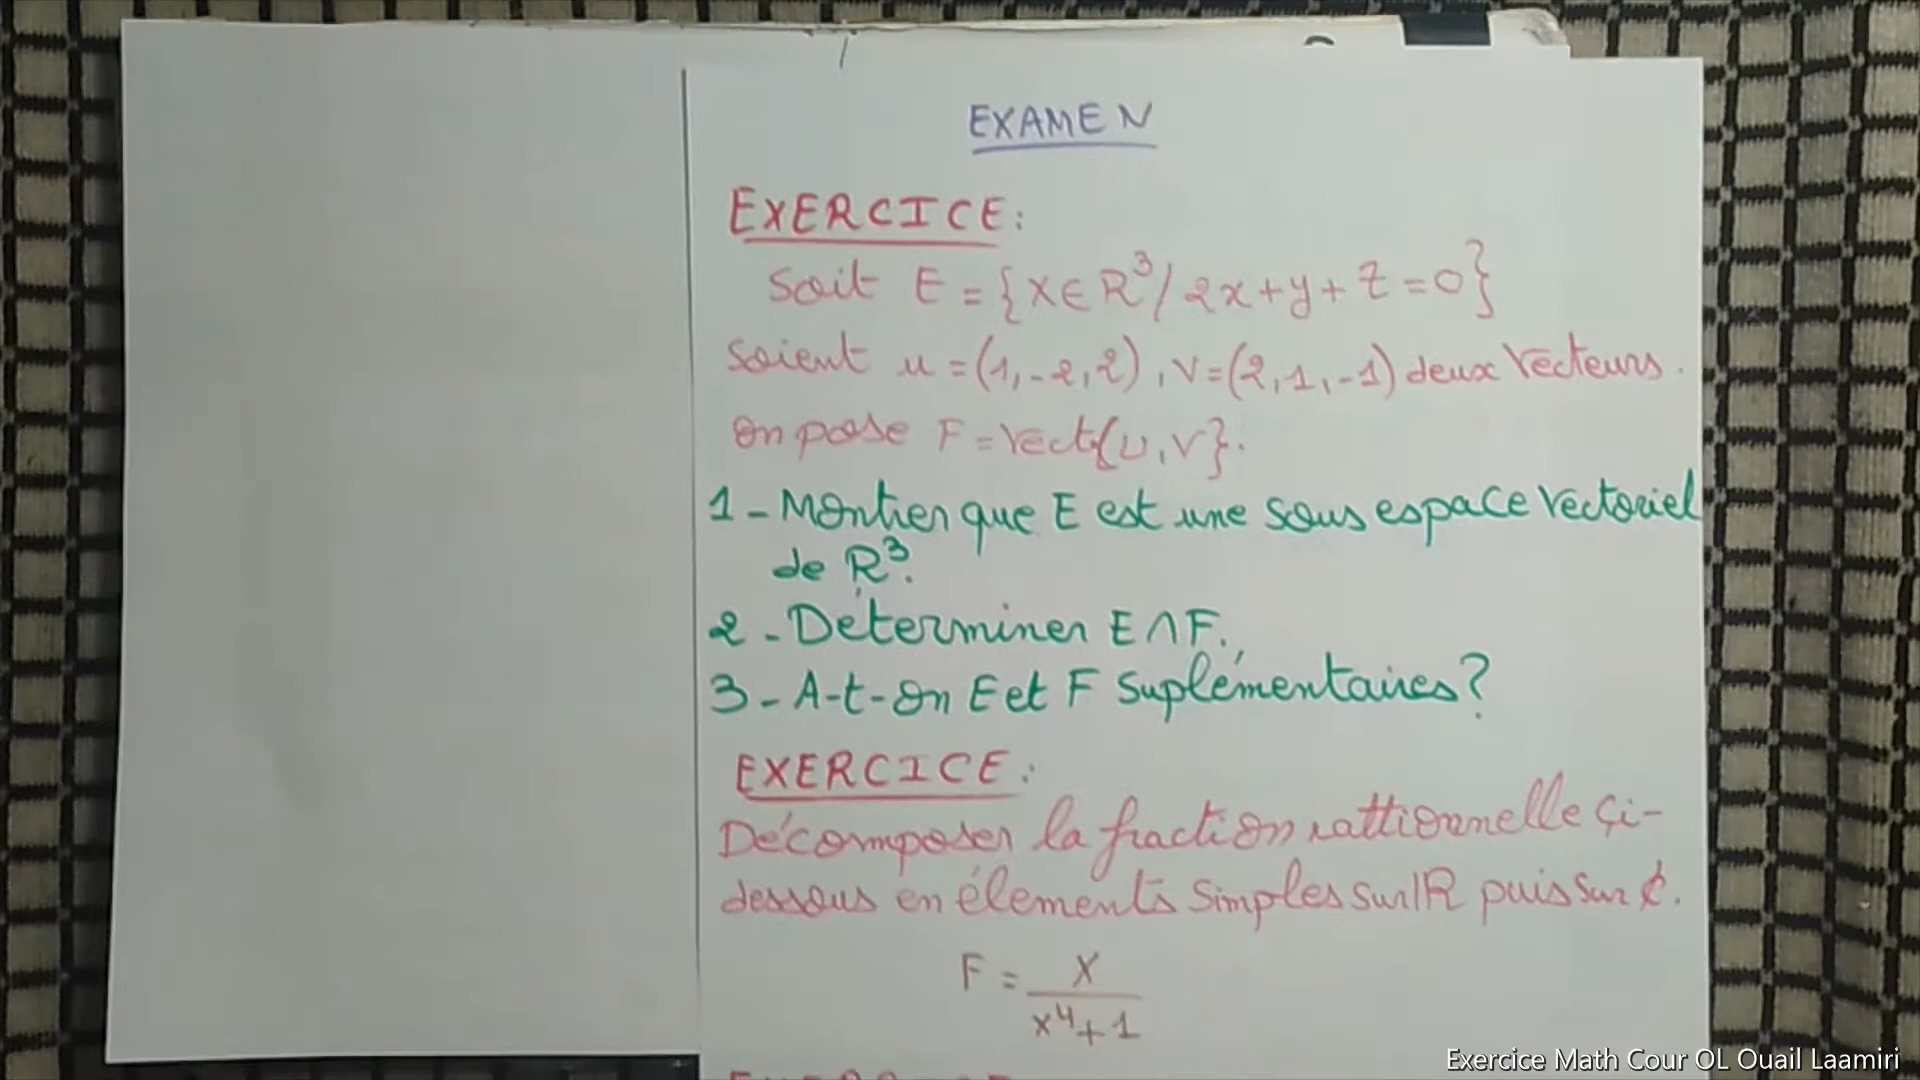 EXAMEN
EXERCICE:
Soit E = {X∈R³/ 2x+y+z=0}
Soient u=(1,-2,2), v=(2,1,-1) deux Vecteurs.
on pose F=Vect{U,V}.
1-Montrer que E est une sous espace Vectoriel
de R³.
2-Déterminer E∩F.
3-A-t-on E et F Suplémentaires?
EXERCICE:
Décomposer la fraction rattionnelle çi-
dessous en élements Simples sur IR puis sur ₵.
F = X/(x⁴+1)
Exercice Math Cour OL Ouail Laamiri